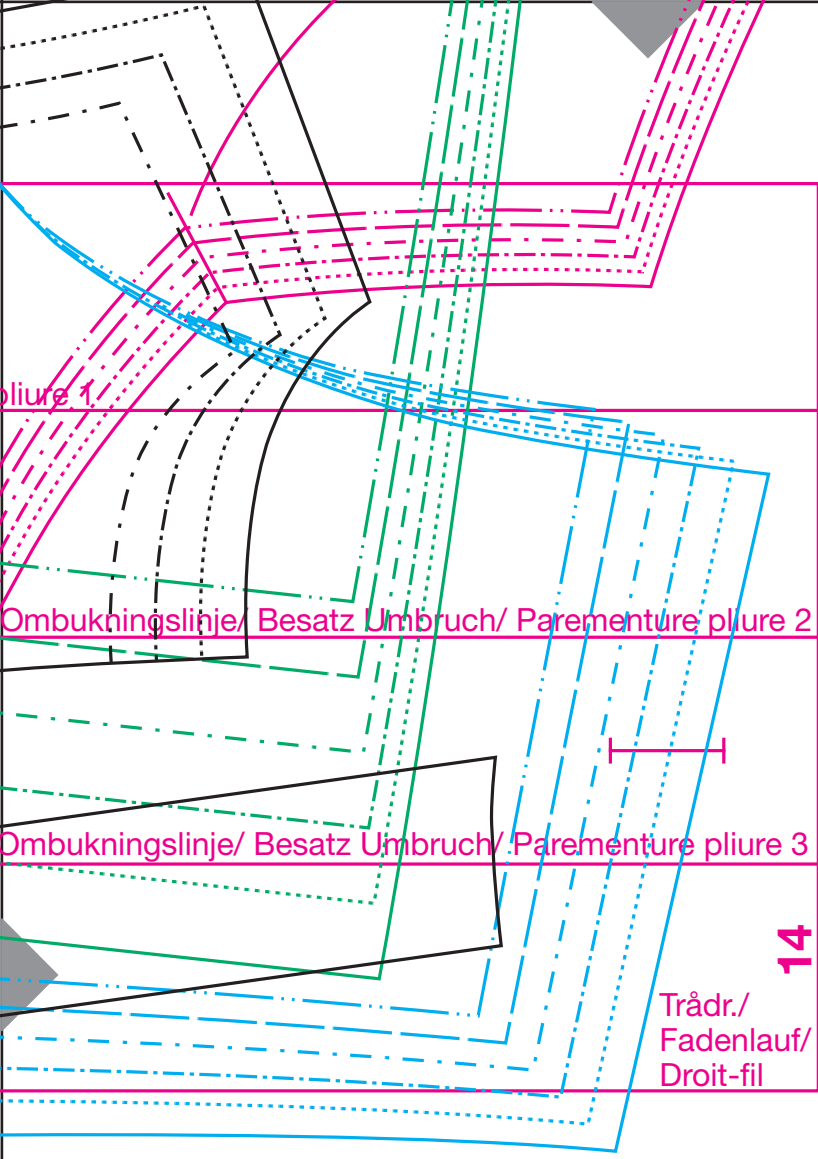 pliure 1
Ombukningslinje/ Besatz Umbruch/ Parementure pliure 2
Ombukningslinje/ Besatz Umbruch/ Parementure pliure 3
14
Trådr./
Fadenlauf/
Droit-fil